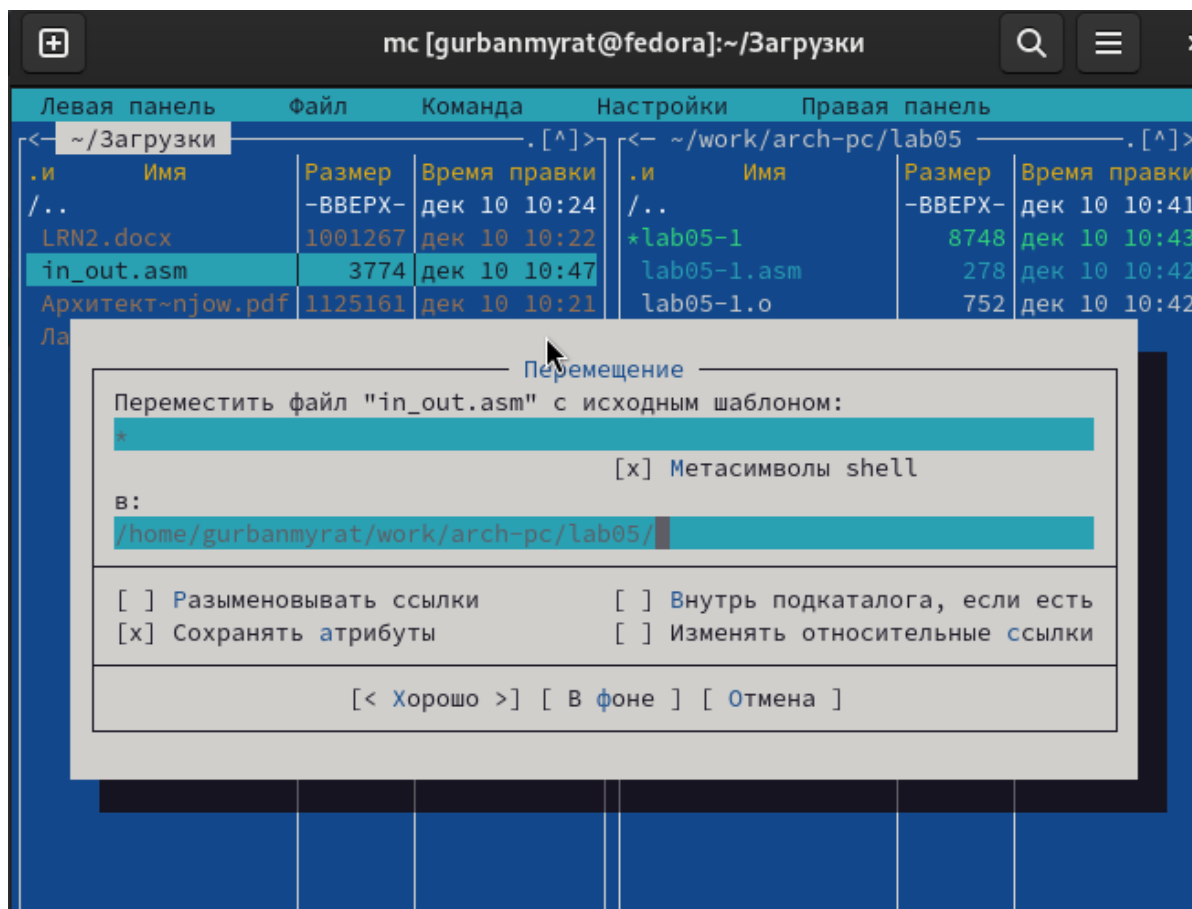 mc [gurbanmyrat@fedora]:~/Загрузки
Левая панель Файл Команда Настройки Правая панель
<— ~/Загрузки .[^]> <— ~/work/arch-pc/lab05 .[^]>
.и Имя Размер Время правки .и Имя Размер Время правки
/.. -ВВЕРХ- дек 10 10:24 /.. -ВВЕРХ- дек 10 10:41
LRN2.docx 1001267 дек 10 10:22 *lab05-1 8748 дек 10 10:43
in_out.asm 3774 дек 10 10:47 lab05-1.asm 278 дек 10 10:42
Архитект~njow.pdf 1125161 дек 10 10:21 lab05-1.o 752 дек 10 10:42
Ла
Перемещение
Переместить файл "in_out.asm" с исходным шаблоном:
*
[x] Метасимволы shell
в:
/home/gurbanmyrat/work/arch-pc/lab05/
[ ] Разыменовывать ссылки [ ] Внутрь подкаталога, если есть
[x] Сохранять атрибуты [ ] Изменять относительные ссылки
[< Хорошо >] [ В фоне ] [ Отмена ]